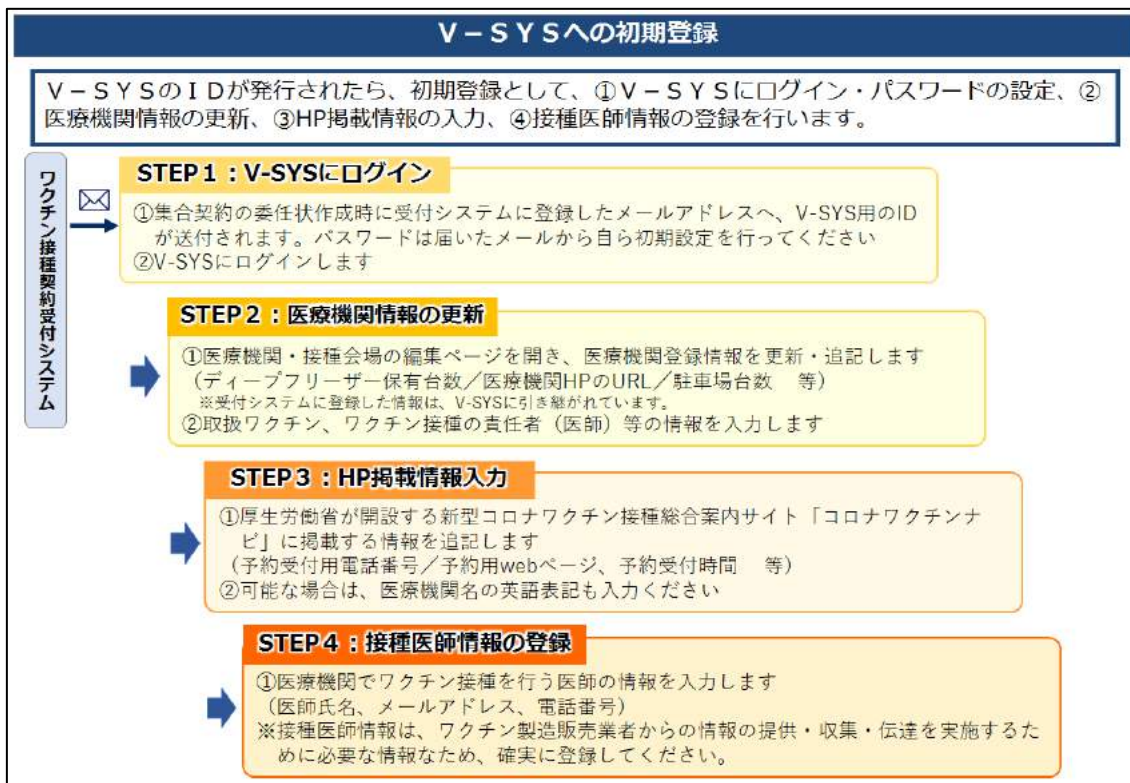 V－SYSへの初期登録
V－SYSのIDが発行されたら、初期登録として、①V－SYSにログイン・パスワードの設定、②
医療機関情報の更新、③HP掲載情報の入力、④接種医師情報の登録を行います。
ワクチン接種契約受付システム
STEP1：V-SYSにログイン
①集合契約の委任状作成時に受付システムに登録したメールアドレスへ、V-SYS用のID
が送付されます。パスワードは届いたメールから自ら初期設定を行ってください
②V-SYSにログインします
STEP2：医療機関情報の更新
①医療機関・接種会場の編集ページを開き、医療機関登録情報を更新・追記します
（ディープフリーザー保有台数／医療機関HPのURL／駐車場台数　等）
※受付システムに登録した情報は、V-SYSに引き継がれています。
②取扱ワクチン、ワクチン接種の責任者（医師）等の情報を入力します
STEP3：HP掲載情報入力
①厚生労働省が開設する新型コロナワクチン接種総合案内サイト「コロナワクチンナ
ビ」に掲載する情報を追記します
（予約受付用電話番号／予約用webページ、予約受付時間　等）
②可能な場合は、医療機関名の英語表記も入力ください
STEP4：接種医師情報の登録
①医療機関でワクチン接種を行う医師の情報を入力します
（医師氏名、メールアドレス、電話番号）
※接種医師情報は、ワクチン製造販売業者からの情報の提供・収集・伝達を実施するた
めに必要な情報なため、確実に登録してください。